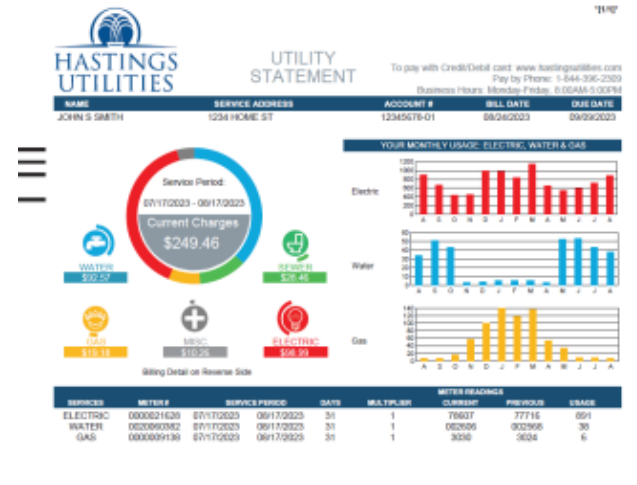 HASTINGS
UTILITIES
UTILITY
STATEMENT
To pay with Credit/Debit card: www.hastingsutilities.com
Pay by Phone: 1-844-396-2309
Business Hours: Monday-Friday, 8:00AM-5:00PM
NAME SERVICE ADDRESS ACCOUNT # BILL DATE DUE DATE
JOHN S SMITH 1234 HOME ST 12345678-01 08/24/2023 09/09/2023
YOUR MONTHLY USAGE: ELECTRIC, WATER & GAS
Service Period:
07/17/2023 - 08/17/2023
Current Charges
$249.46
Electric
A S O N D J F M A M J J A
WATER
$92.57
SEWER
$28.46
Water
A S O N D J F M A M J J A
GAS
$19.18
MISC.
$10.26
ELECTRIC
$98.99
Gas
A S O N D J F M A M J J A
Billing Detail on Reverse Side
METER READINGS
SERVICES METER # SERVICE PERIOD DAYS MULTIPLIER CURRENT PREVIOUS USAGE
ELECTRIC 0000021628 07/17/2023 08/17/2023 31 1 78607 77716 891
WATER 0020060382 07/17/2023 08/17/2023 31 1 38
GAS 0000009138 07/17/2023 08/17/2023 31 1 3030 3024 6